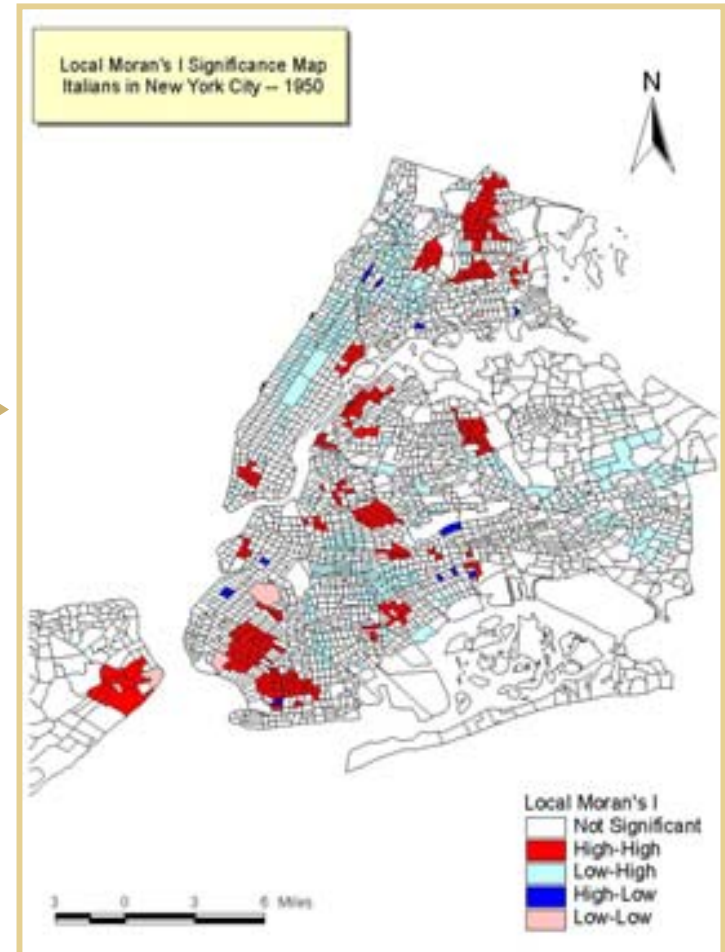 Local Moran's I Significance Map
Italians in New York City -- 1950
N
Local Moran's I
Not Significant
High-High
Low-High
High-Low
Low-Low
3 0 3 6 Miles